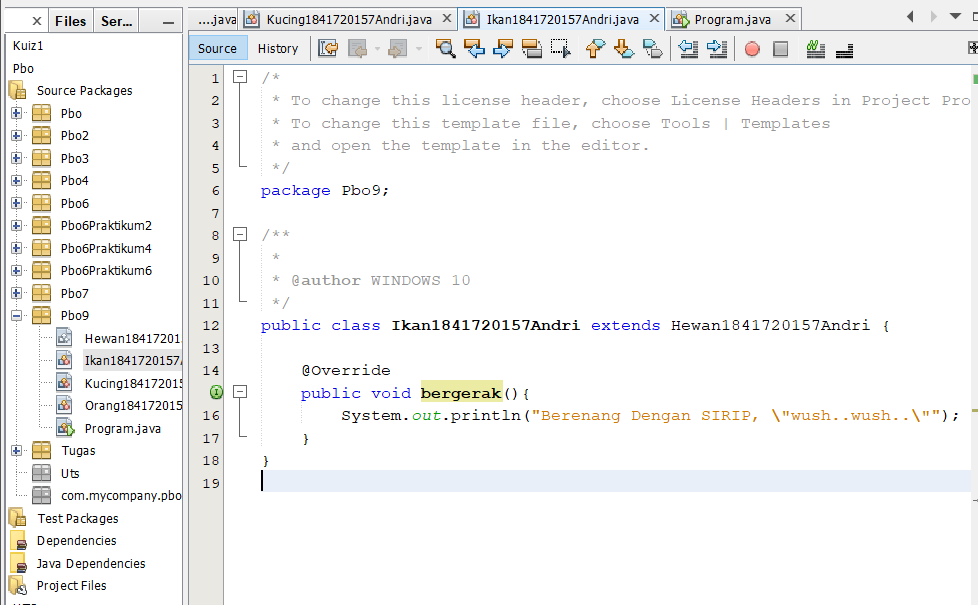 Files
Ser...
....java
Kucing1841720157Andri.java
Ikan1841720157Andri.java
Program.java
Source
History
Kuiz1
Pbo
Source Packages
Pbo
Pbo2
Pbo3
Pbo4
Pbo6
Pbo6Praktikum2
Pbo6Praktikum4
Pbo6Praktikum6
Pbo7
Pbo9
Hewan18417201
Ikan1841720157
Kucing18417201
Orang184172015
Program.java
Tugas
Uts
com.mycompany.pbo
Test Packages
Dependencies
Java Dependencies
Project Files
1 /*
2 * To change this license header, choose License Headers in Project Pro
3 * To change this template file, choose Tools | Templates
4 * and open the template in the editor.
5 */
6 package Pbo9;
7
8 /**
9 *
10 * @author WINDOWS 10
11 */
12 public class Ikan1841720157Andri extends Hewan1841720157Andri {
13
14 @Override
public void bergerak(){
16 System.out.println("Berenang Dengan SIRIP, \"wush..wush..\"");
17 }
18 }
19